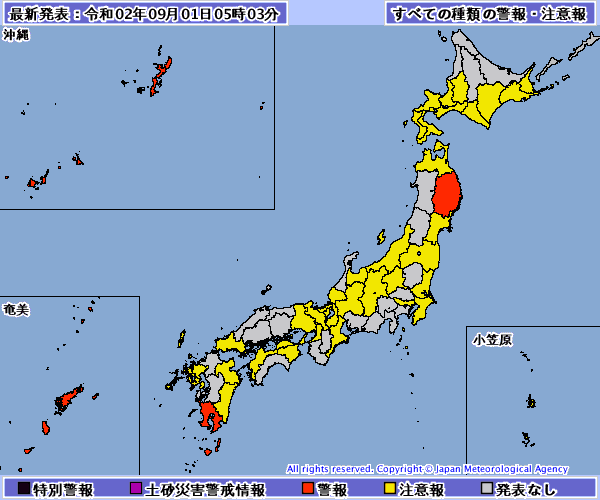 最新発表：令和02年09月01日05時03分
すべての種類の警報・注意報
沖縄
奄美
小笠原
All rights reserved. Copyright © Japan Meteorological Agency
特別警報 土砂災害警戒情報 警報 注意報 発表なし